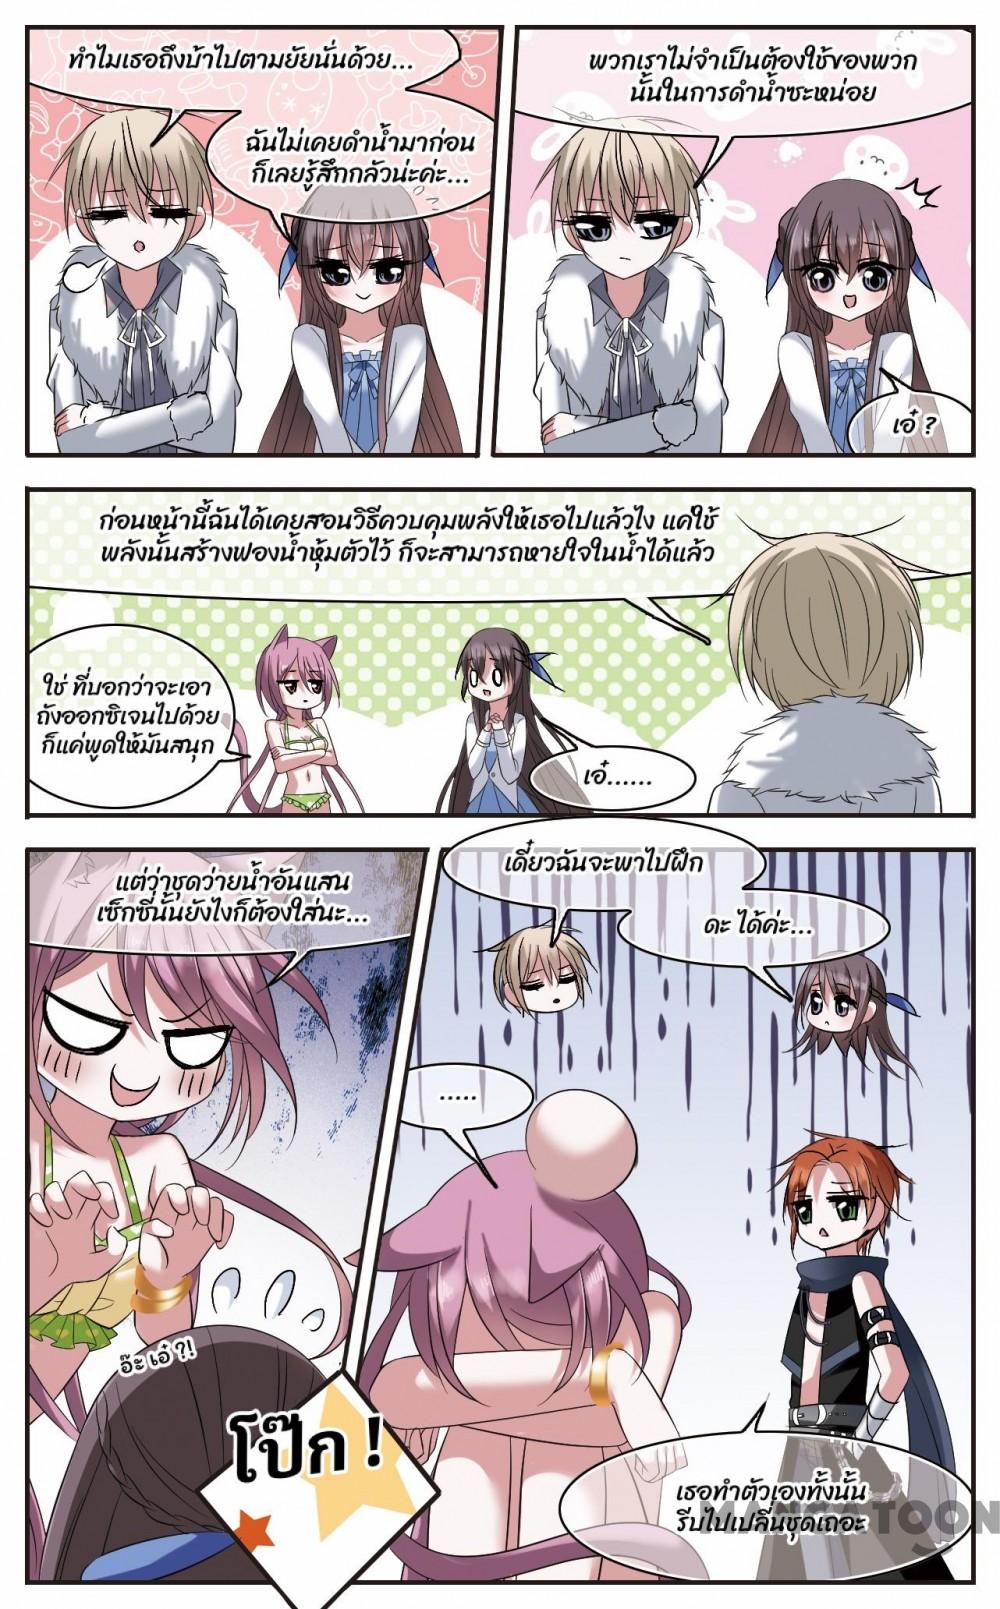 ทำไมเธอถึงบ้าไปตามยัยนั่นด้วย...
ฉันไม่เคยดำน้ำมาก่อน
ก็เลยรู้สึกกลัวน่ะค่ะ...
พวกเราไม่จำเป็นต้องใช้ของพวก
นั้นในการดำน้ำซะหน่อย
เอ๋ ?
ก่อนหน้านี้ฉันได้เคยสอนวิธีควบคุมพลังให้เธอไปแล้วไง แค่ใช้
พลังนั้นสร้างฟองน้ำหุ้มตัวไว้ ก็จะสามารถหายใจในน้ำได้แล้ว
ใช่ ที่บอกว่าจะเอา
ถังออกซิเจนไปด้วย
ก็แค่พูดให้มันสนุก
เอ๋......
แต่ว่าชุดว่ายน้ำอันแสน
เซ็กซี่นั้นยังไงก็ต้องใส่นะ...
อ๊ะ เอ๋ ?!
โป๊ก !
เดี๋ยวฉันจะพาไปฝึก
ดะ ได้ค่ะ...
.....
เธอทำตัวเองทั้งนั้น
รีบไปเปลี่ยนชุดเถอะ
MANGATOON